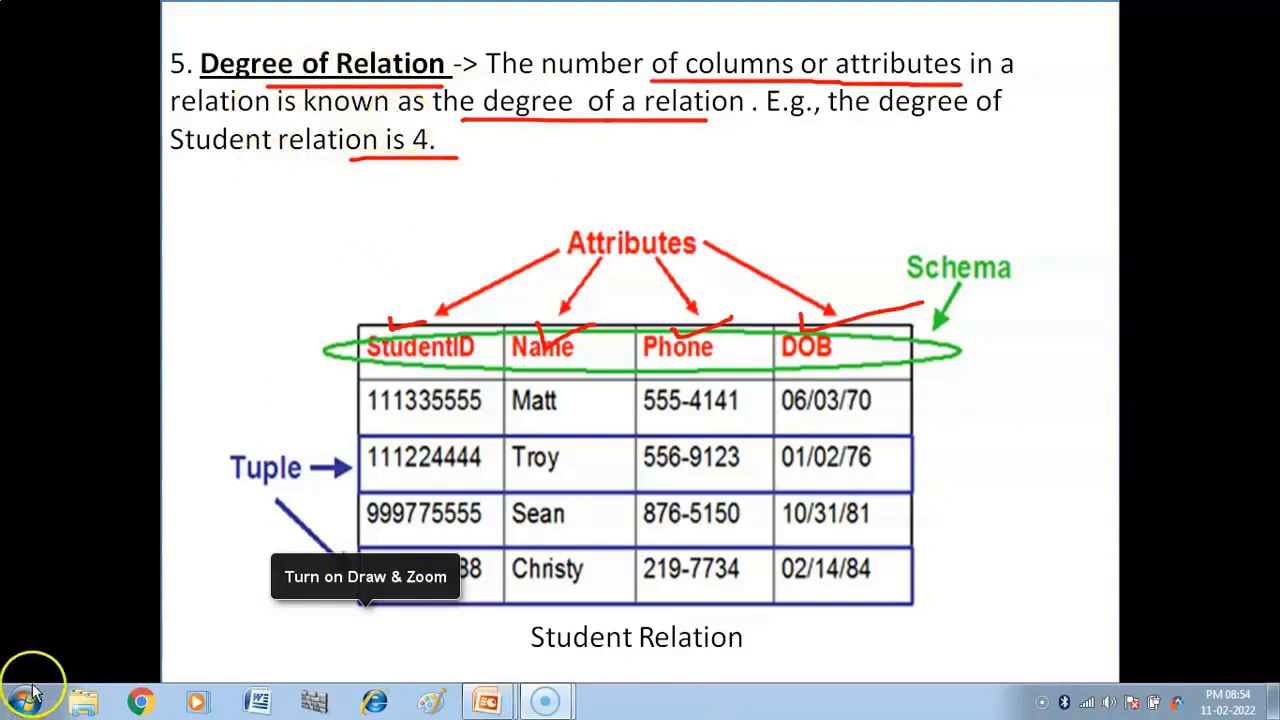 5. Degree of Relation -> The number of columns or attributes in a
relation is known as the degree of a relation . E.g., the degree of
Student relation is 4.
Attributes
Schema
StudentID Name Phone DOB
111335555 Matt 555-4141 06/03/70
Tuple
111224444 Troy 556-9123 01/02/76
999775555 Sean 876-5150 10/31/81
88 Christy 219-7734 02/14/84
Turn on Draw & Zoom
Student Relation
PM 08:54
11-02-2022